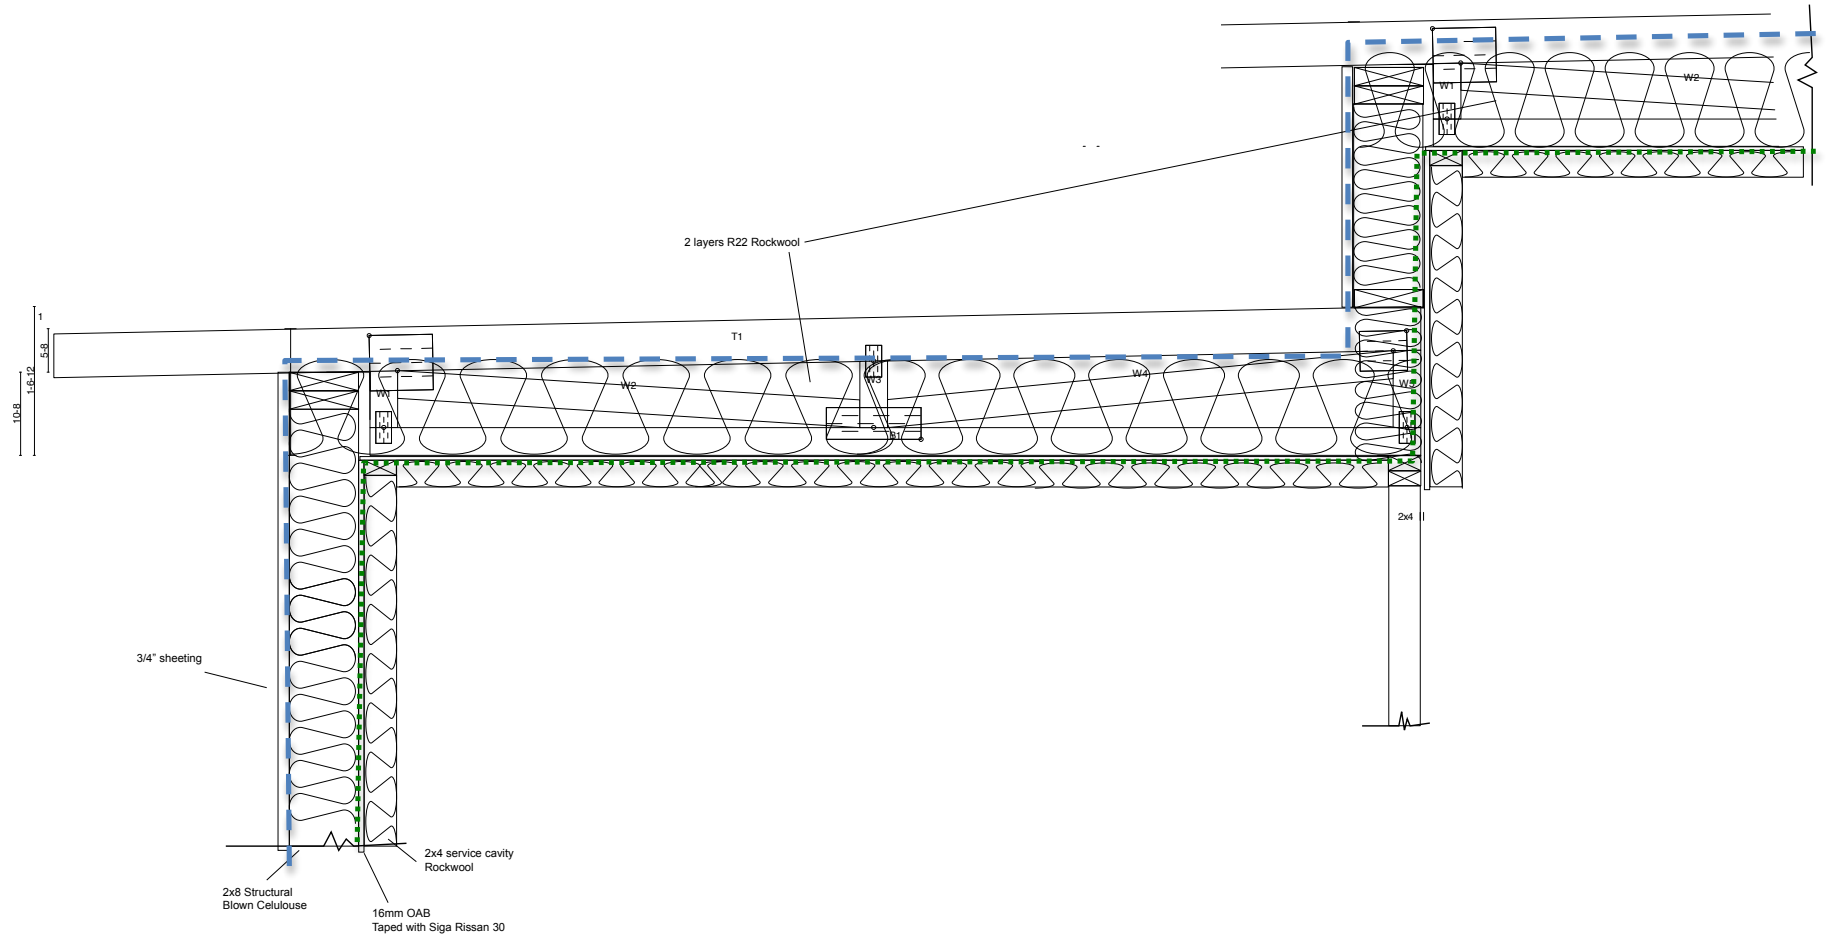 W2
W1
2 layers R22 Rockwool
1
T1
5-8
1-6-12
10-8
W3
W4
W2
W1
W5
B1
2x4
3/4" sheeting
2x4 service cavity
Rockwool
2x8 Structural
Blown Celulouse
16mm OAB
Taped with Siga Rissan 30